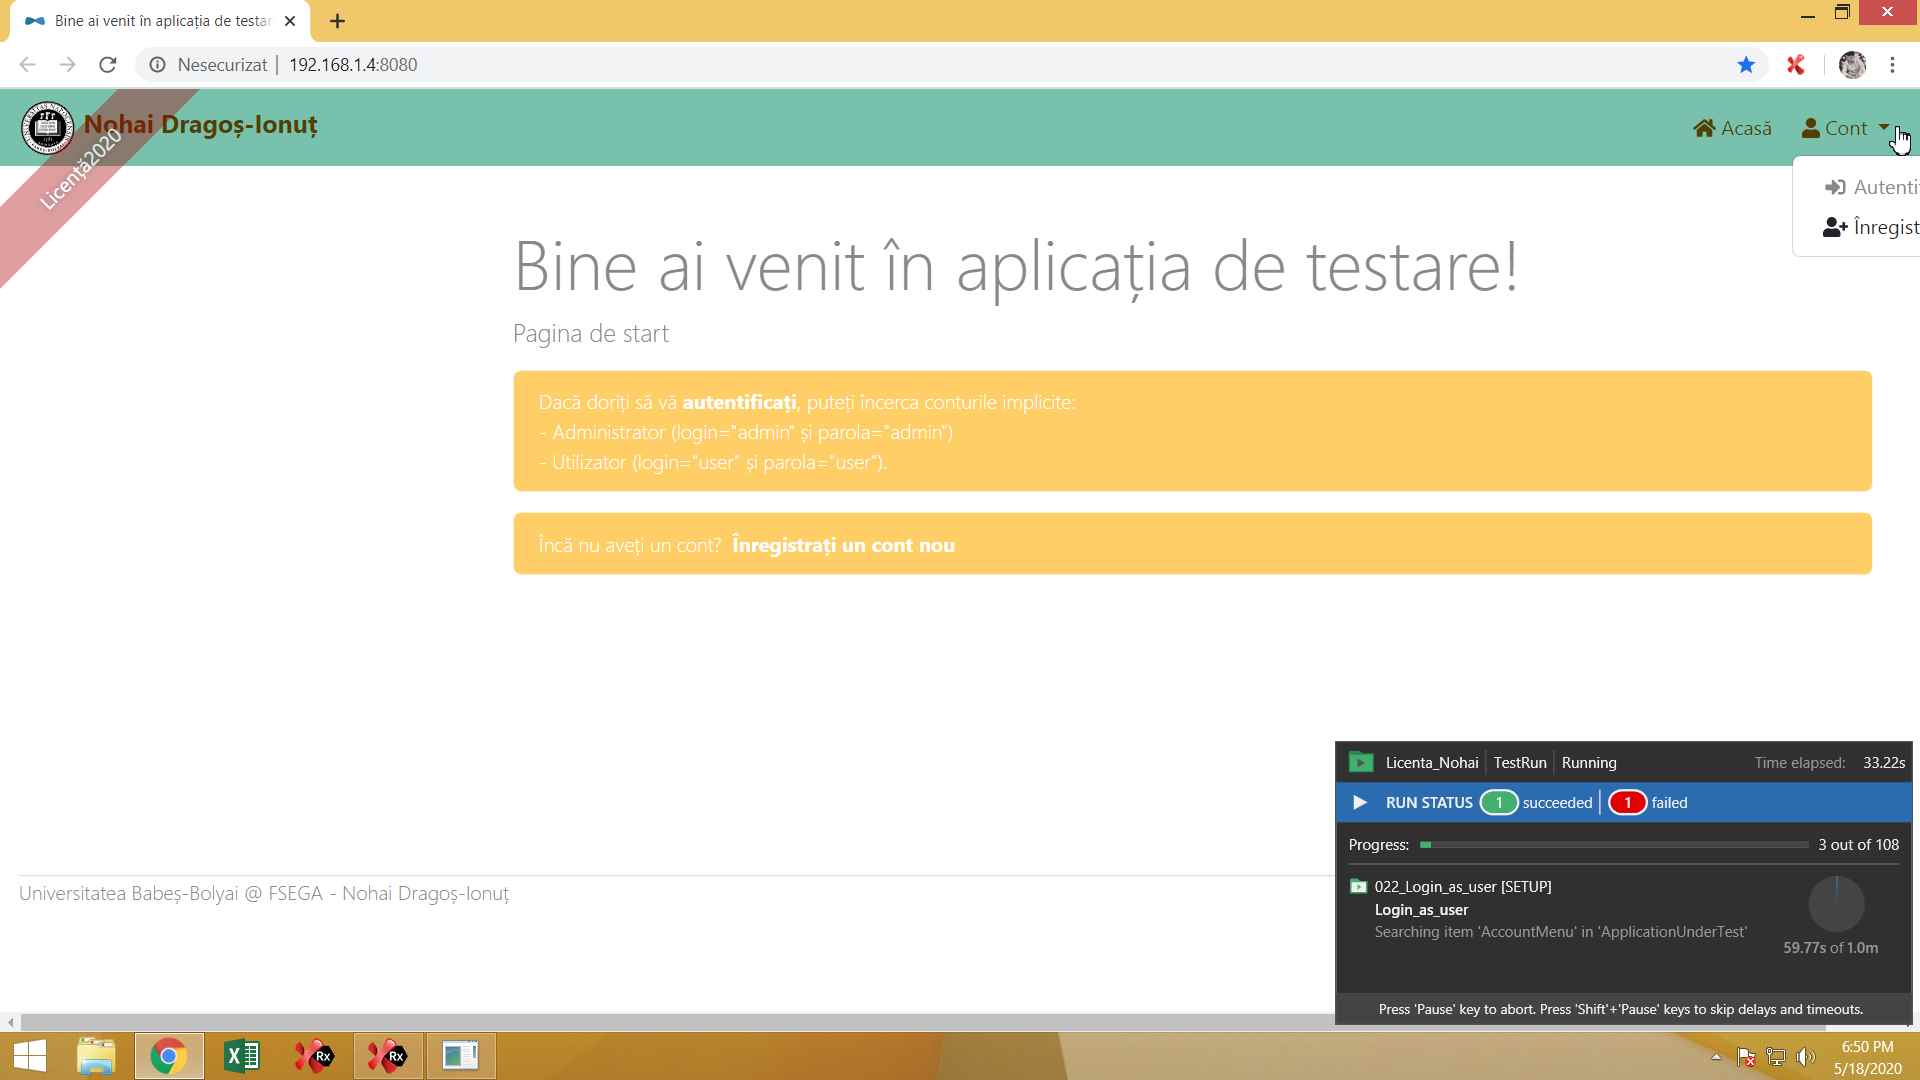 Bine ai venit în aplicația de testar
Nesecurizat | 192.168.1.4:8080
Nohai Dragoș-Ionuț
Licență2020
Acasă
Cont
Autenti
Înregist
Bine ai venit în aplicația de testare!
Pagina de start
Dacă doriți să vă autentificați, puteți încerca conturile implicite:
- Administrator (login="admin" și parola="admin")
- Utilizator (login="user" și parola="user").
Încă nu aveți un cont? Înregistrați un cont nou
Universitatea Babeș-Bolyai @ FSEGA - Nohai Dragoș-Ionuț
Licenta_Nohai | TestRun | Running Time elapsed: 33.22s
RUN STATUS 1 succeeded | 1 failed
Progress: 3 out of 108
022_Login_as_user [SETUP]
Login_as_user
Searching item 'AccountMenu' in 'ApplicationUnderTest'
59.77s of 1.0m
Press 'Pause' key to abort. Press 'Shift'+'Pause' keys to skip delays and timeouts.
Rx
Rx
6:50 PM
5/18/2020